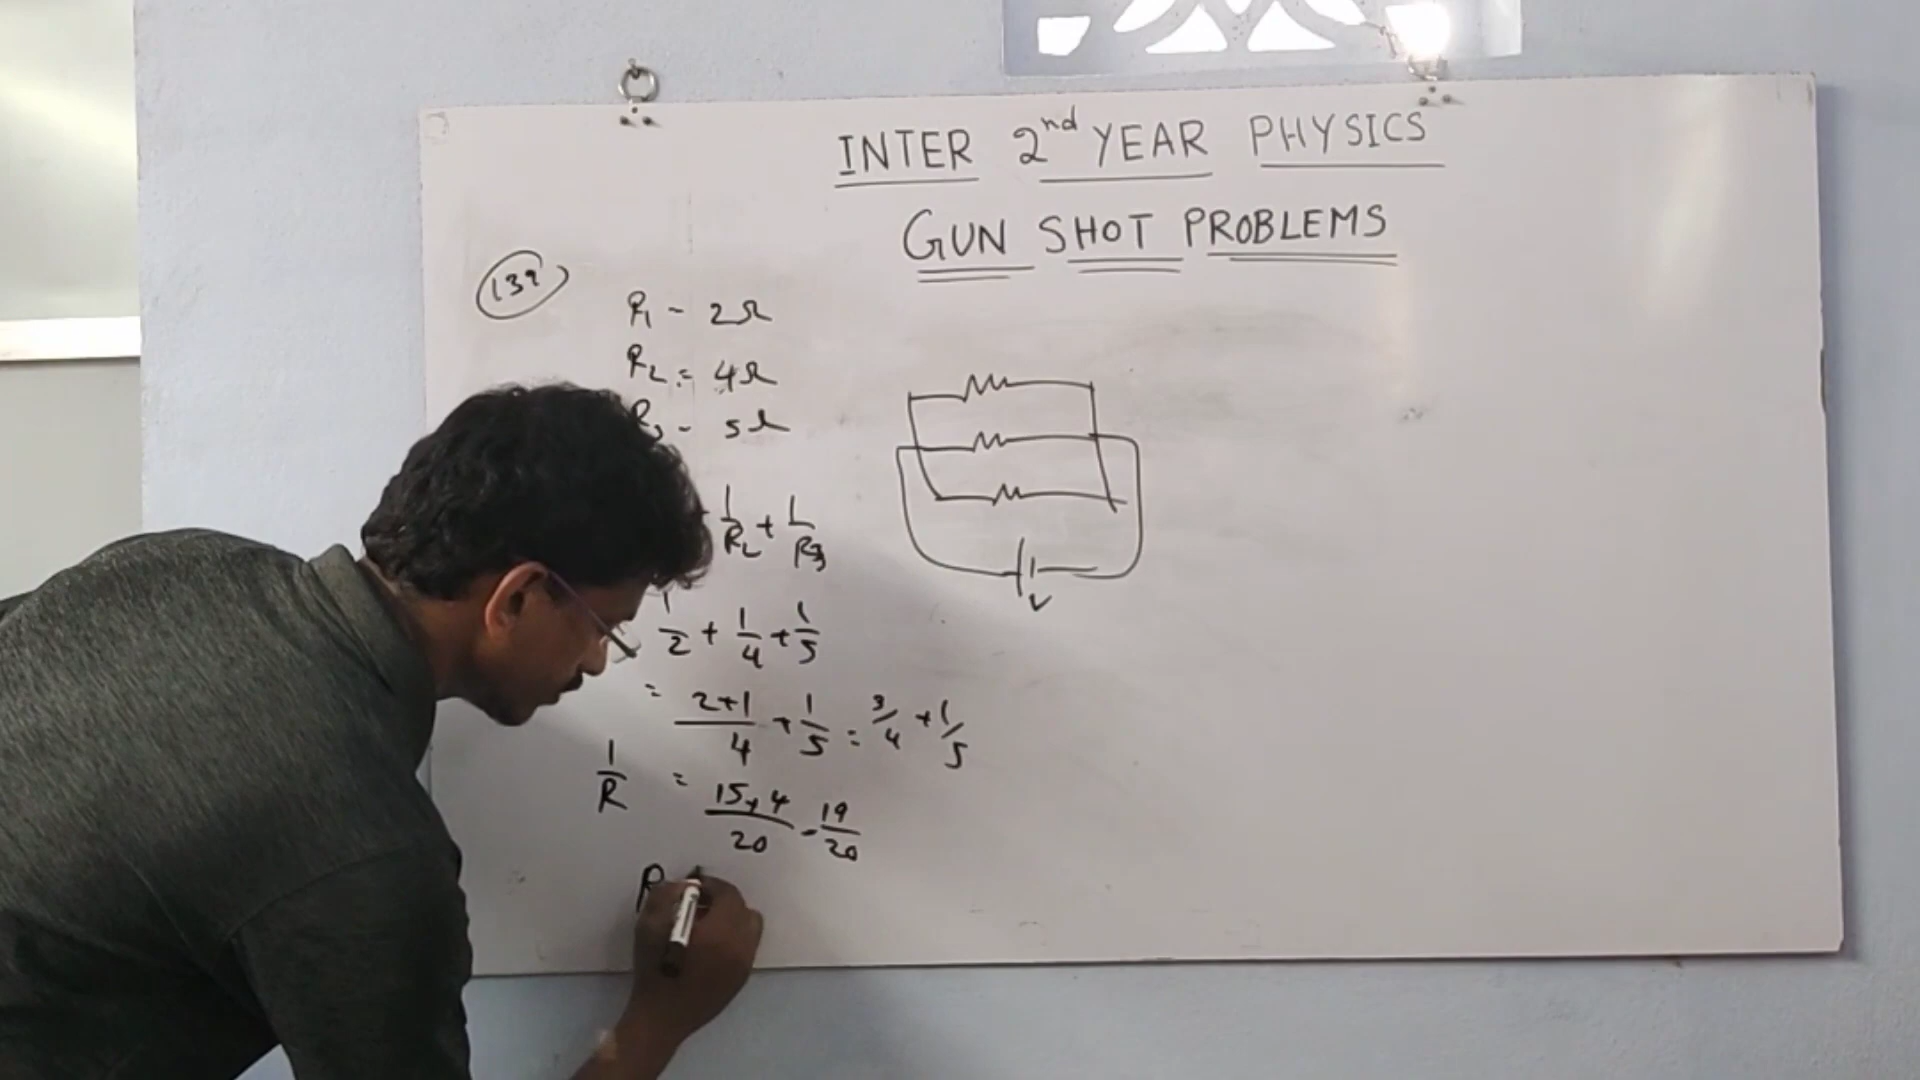 INTER 2nd YEAR PHYSICS
GUN SHOT PROBLEMS
R1 - 2Ω
R2 = 4Ω
R3 - 5Ω
1/R2 + 1/R3
1/2 + 1/4 + 1/5
= 2+1/4 + 1/5 = 3/4 + 1/5
1/R = 15+4/20 - 19/20
R
V